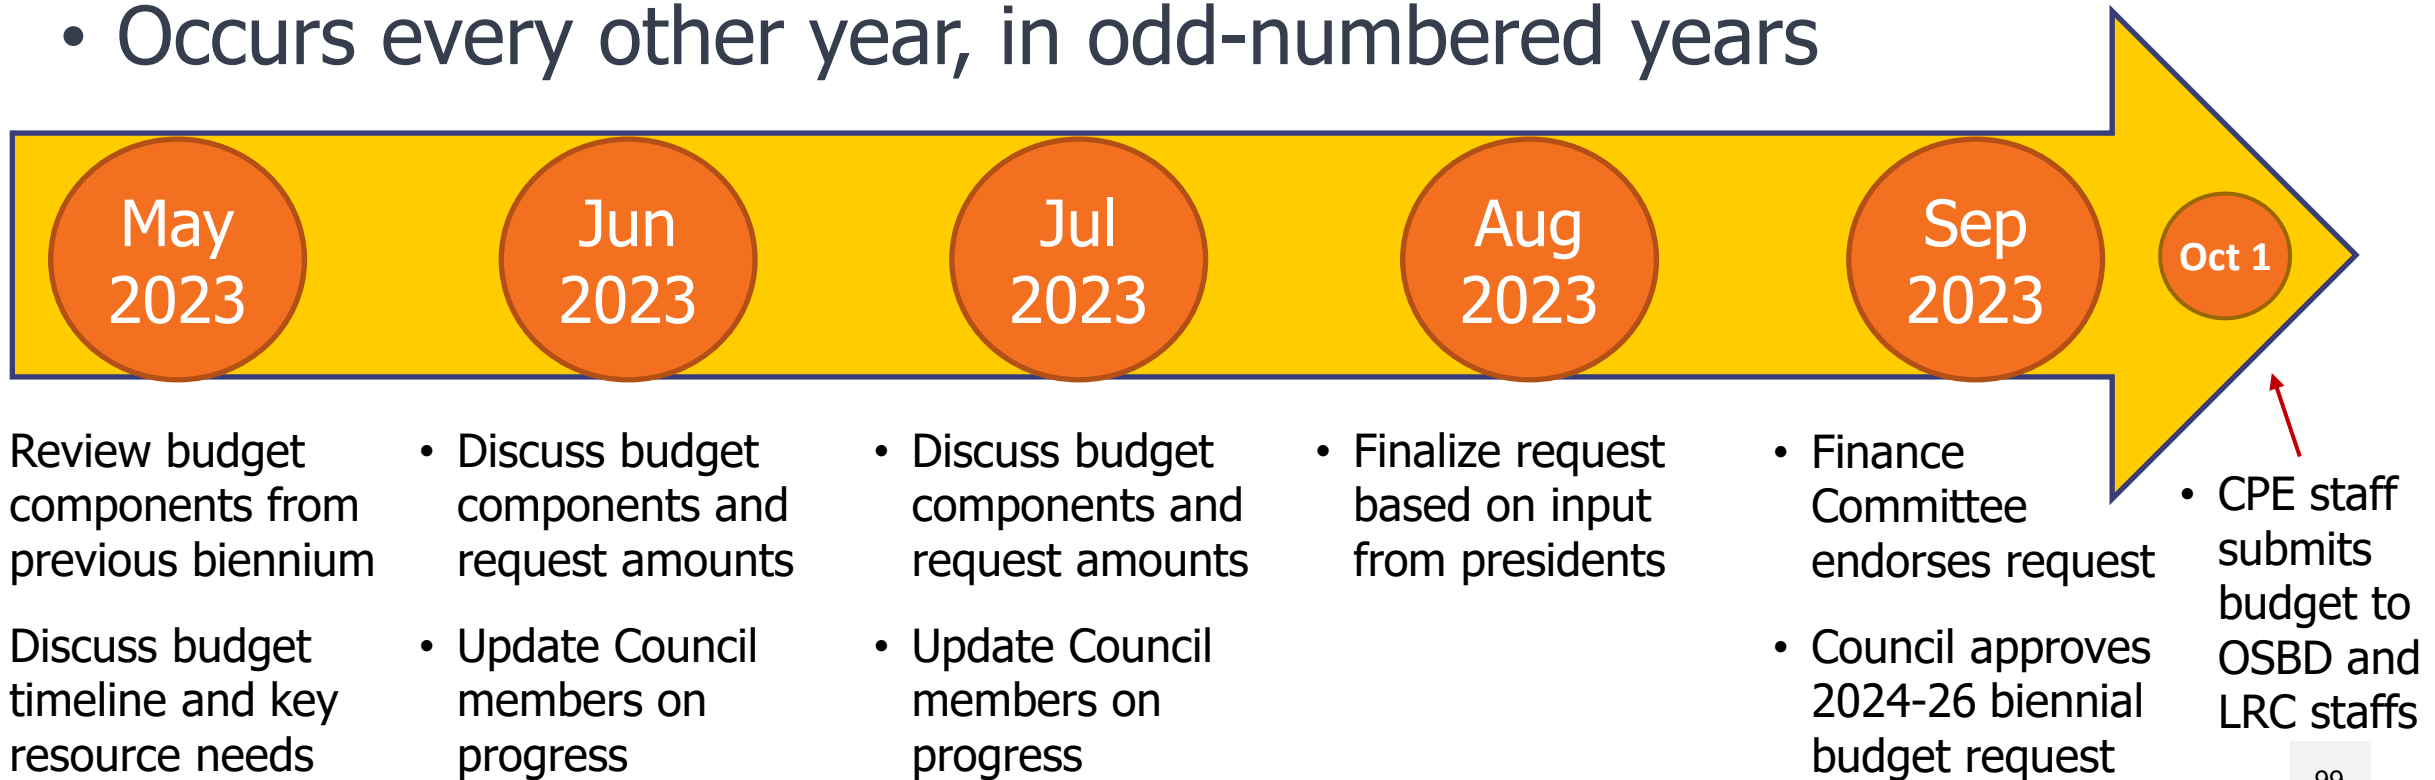 • Occurs every other year, in odd-numbered years
May
2023
Jun
2023
Jul
2023
Aug
2023
Sep
2023
Oct 1
Review budget
components from
previous biennium
Discuss budget
timeline and key
resource needs
• Discuss budget
components and
request amounts
• Update Council
members on
progress
• Discuss budget
components and
request amounts
• Update Council
members on
progress
• Finalize request
based on input
from presidents
• Finance
Committee
endorses request
• Council approves
2024-26 biennial
budget request
• CPE staff
submits
budget to
OSBD and
LRC staffs
99